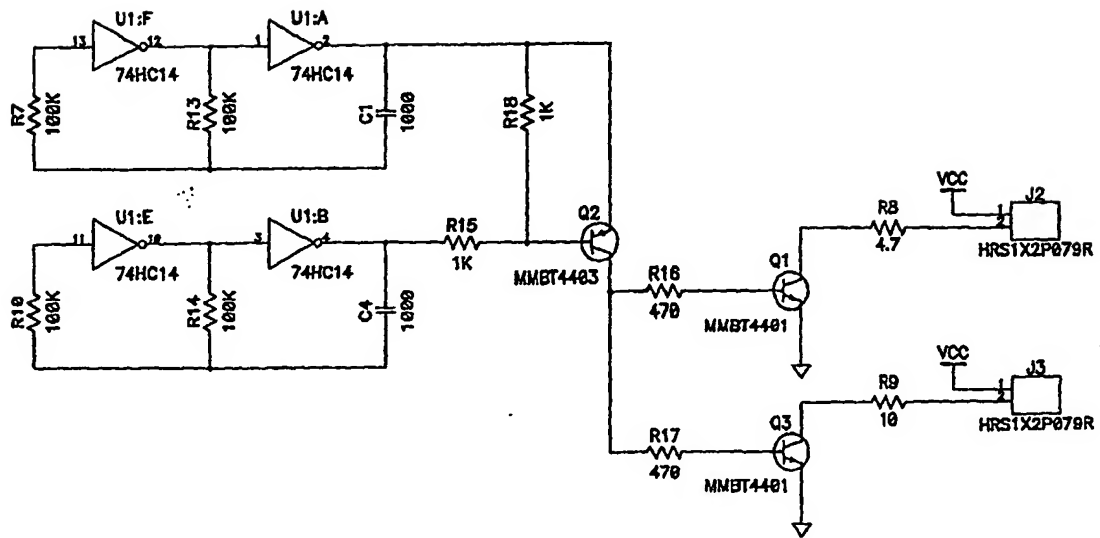 U1:F
13
12
74HC14
U1:A
1
2
74HC14
R7
100K
R13
100K
C1
1000
R18
1K
U1:E
11
10
74HC14
U1:B
3
4
74HC14
R10
100K
R14
100K
C4
1000
R15
1K
Q2
MMBT4403
R16
470
Q1
MMBT4401
R8
4.7
VCC
J2
1
2
HRS1X2P079R
R17
470
Q3
MMBT4401
R9
10
VCC
J3
1
2
HRS1X2P079R